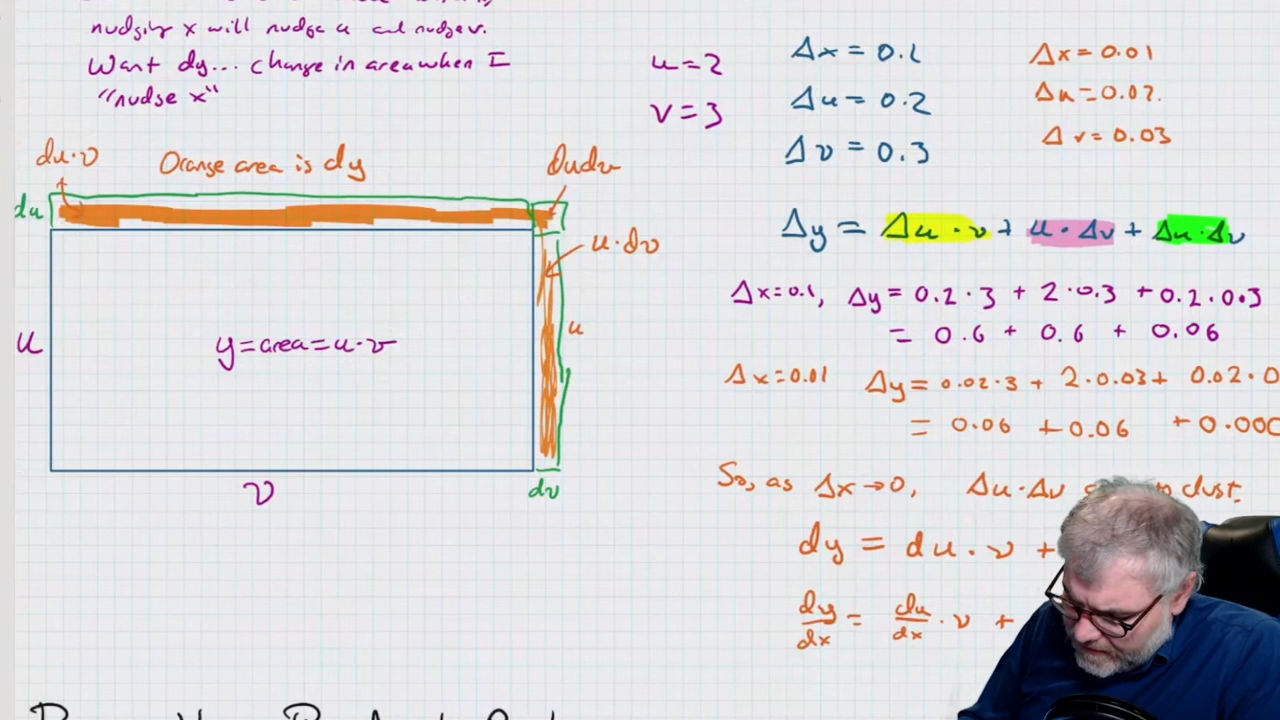 nudging x will nudge u and nudge v.
Want dy... change in area when I
"nudge x"
u=2
v=3
Δx = 0.1
Δu = 0.2
Δv = 0.3
Δx = 0.01
Δu = 0.02.
Δv = 0.03
du·v
Orange area is dy
dudv
du
u·dv
u
y=area=u·v
u
v
dv
Δy = Δu·v + u·Δv + Δu·Δv
Δx=0.1, Δy = 0.2·3 + 2·0.3 + 0.2·0.3
= 0.6 + 0.6 + 0.06
Δx=0.01 Δy = 0.02·3 + 2·0.03 + 0.02·0
= 0.06 + 0.06 + 0.000
So, as Δx→0, Δu·Δv dust.
dy = du·v +
dy/dx = du/dx · v +